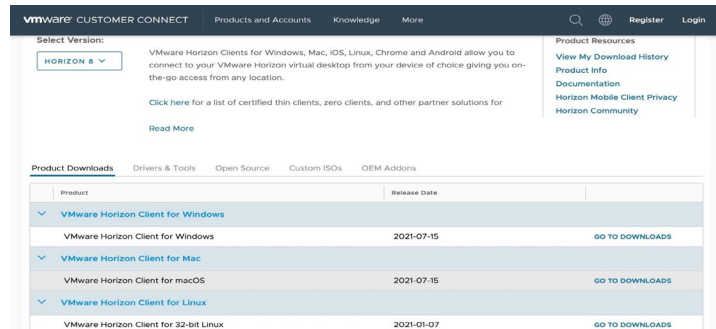 vmware CUSTOMER CONNECT Products and Accounts Knowledge More Register Login
Select Version:
HORIZON 8
VMware Horizon Clients for Windows, Mac, iOS, Linux, Chrome and Android allow you to
connect to your VMware Horizon virtual desktop from your device of choice giving you on-
the-go access from any location.
Click here for a list of certified thin clients, zero clients, and other partner solutions for
Read More
Product Resources
View My Download History
Product Info
Documentation
Horizon Mobile Client Privacy
Horizon Community
Product Downloads Drivers & Tools Open Source Custom ISOs OEM Addons
Product Release Date
VMware Horizon Client for Windows
VMware Horizon Client for Windows 2021-07-15 GO TO DOWNLOADS
VMware Horizon Client for Mac
VMware Horizon Client for macOS 2021-07-15 GO TO DOWNLOADS
VMware Horizon Client for Linux
VMware Horizon Client for 32-bit Linux 2021-01-07 GO TO DOWNLOADS